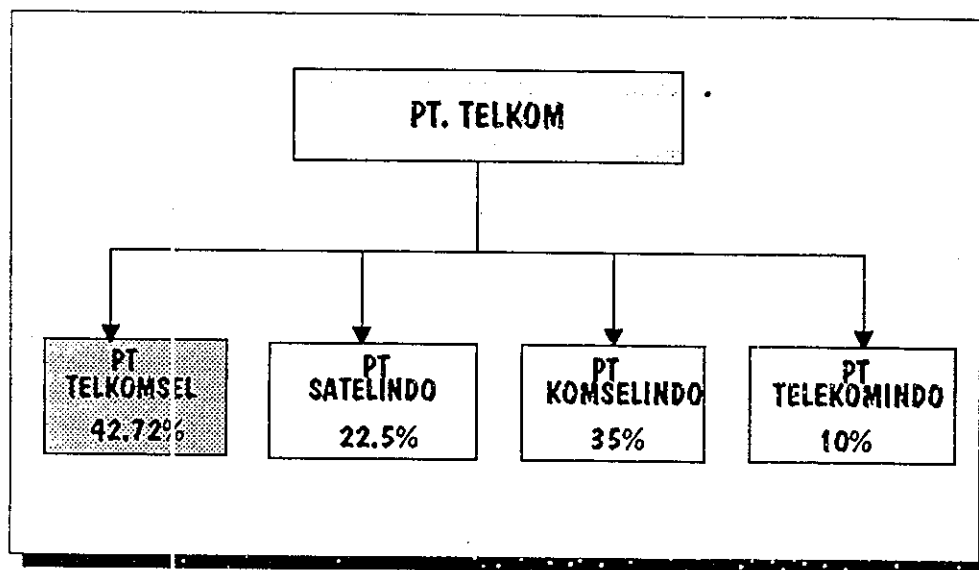 PT. TELKOM
PT
TELKOMSEL
42.72%
PT
SATELINDO
22.5%
PT
KOMSELINDO
35%
PT
TELEKOMINDO
10%